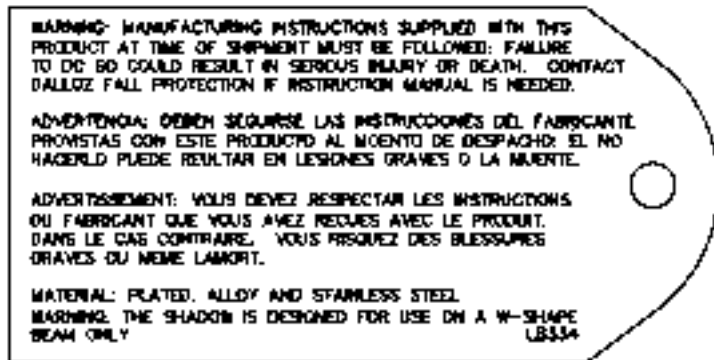 WARNING: MANUFACTURING INSTRUCTIONS SUPPLIED WITH THIS
PRODUCT AT TIME OF SHIPMENT MUST BE FOLLOWED: FAILURE
TO DO SO COULD RESULT IN SERIOUS INJURY OR DEATH. CONTACT
DALLOZ FALL PROTECTION IF INSTRUCTION MANUAL IS NEEDED.
ADVERTENCIA: DEBEN SEGUIRSE LAS INSTRUCCIONES DEL FABRICANTE
PROVISTAS CON ESTE PRODUCTO AL MOENTO DE DESPACHO: EL NO
HACERLO PUEDE REULTAR EN LESIONES GRAVES O LA MUERTE.
ADVERTISSEMENT: VOUS DEVEZ RESPECTAR LES INSTRUCTIONS
DU FABRICANT QUE VOUS AVEZ RECUES AVEC LE PRODUIT.
DANS LE CAS CONTRAIRE, VOUS RISQUEZ DES BLESSURES
GRAVES OU MEME LAMORT.
MATERIAL: PLATED, ALLOY AND STAINLESS STEEL
WARNING: THE SHADOW IS DESIGNED FOR USE ON A W-SHAPE
BEAM ONLY LB334